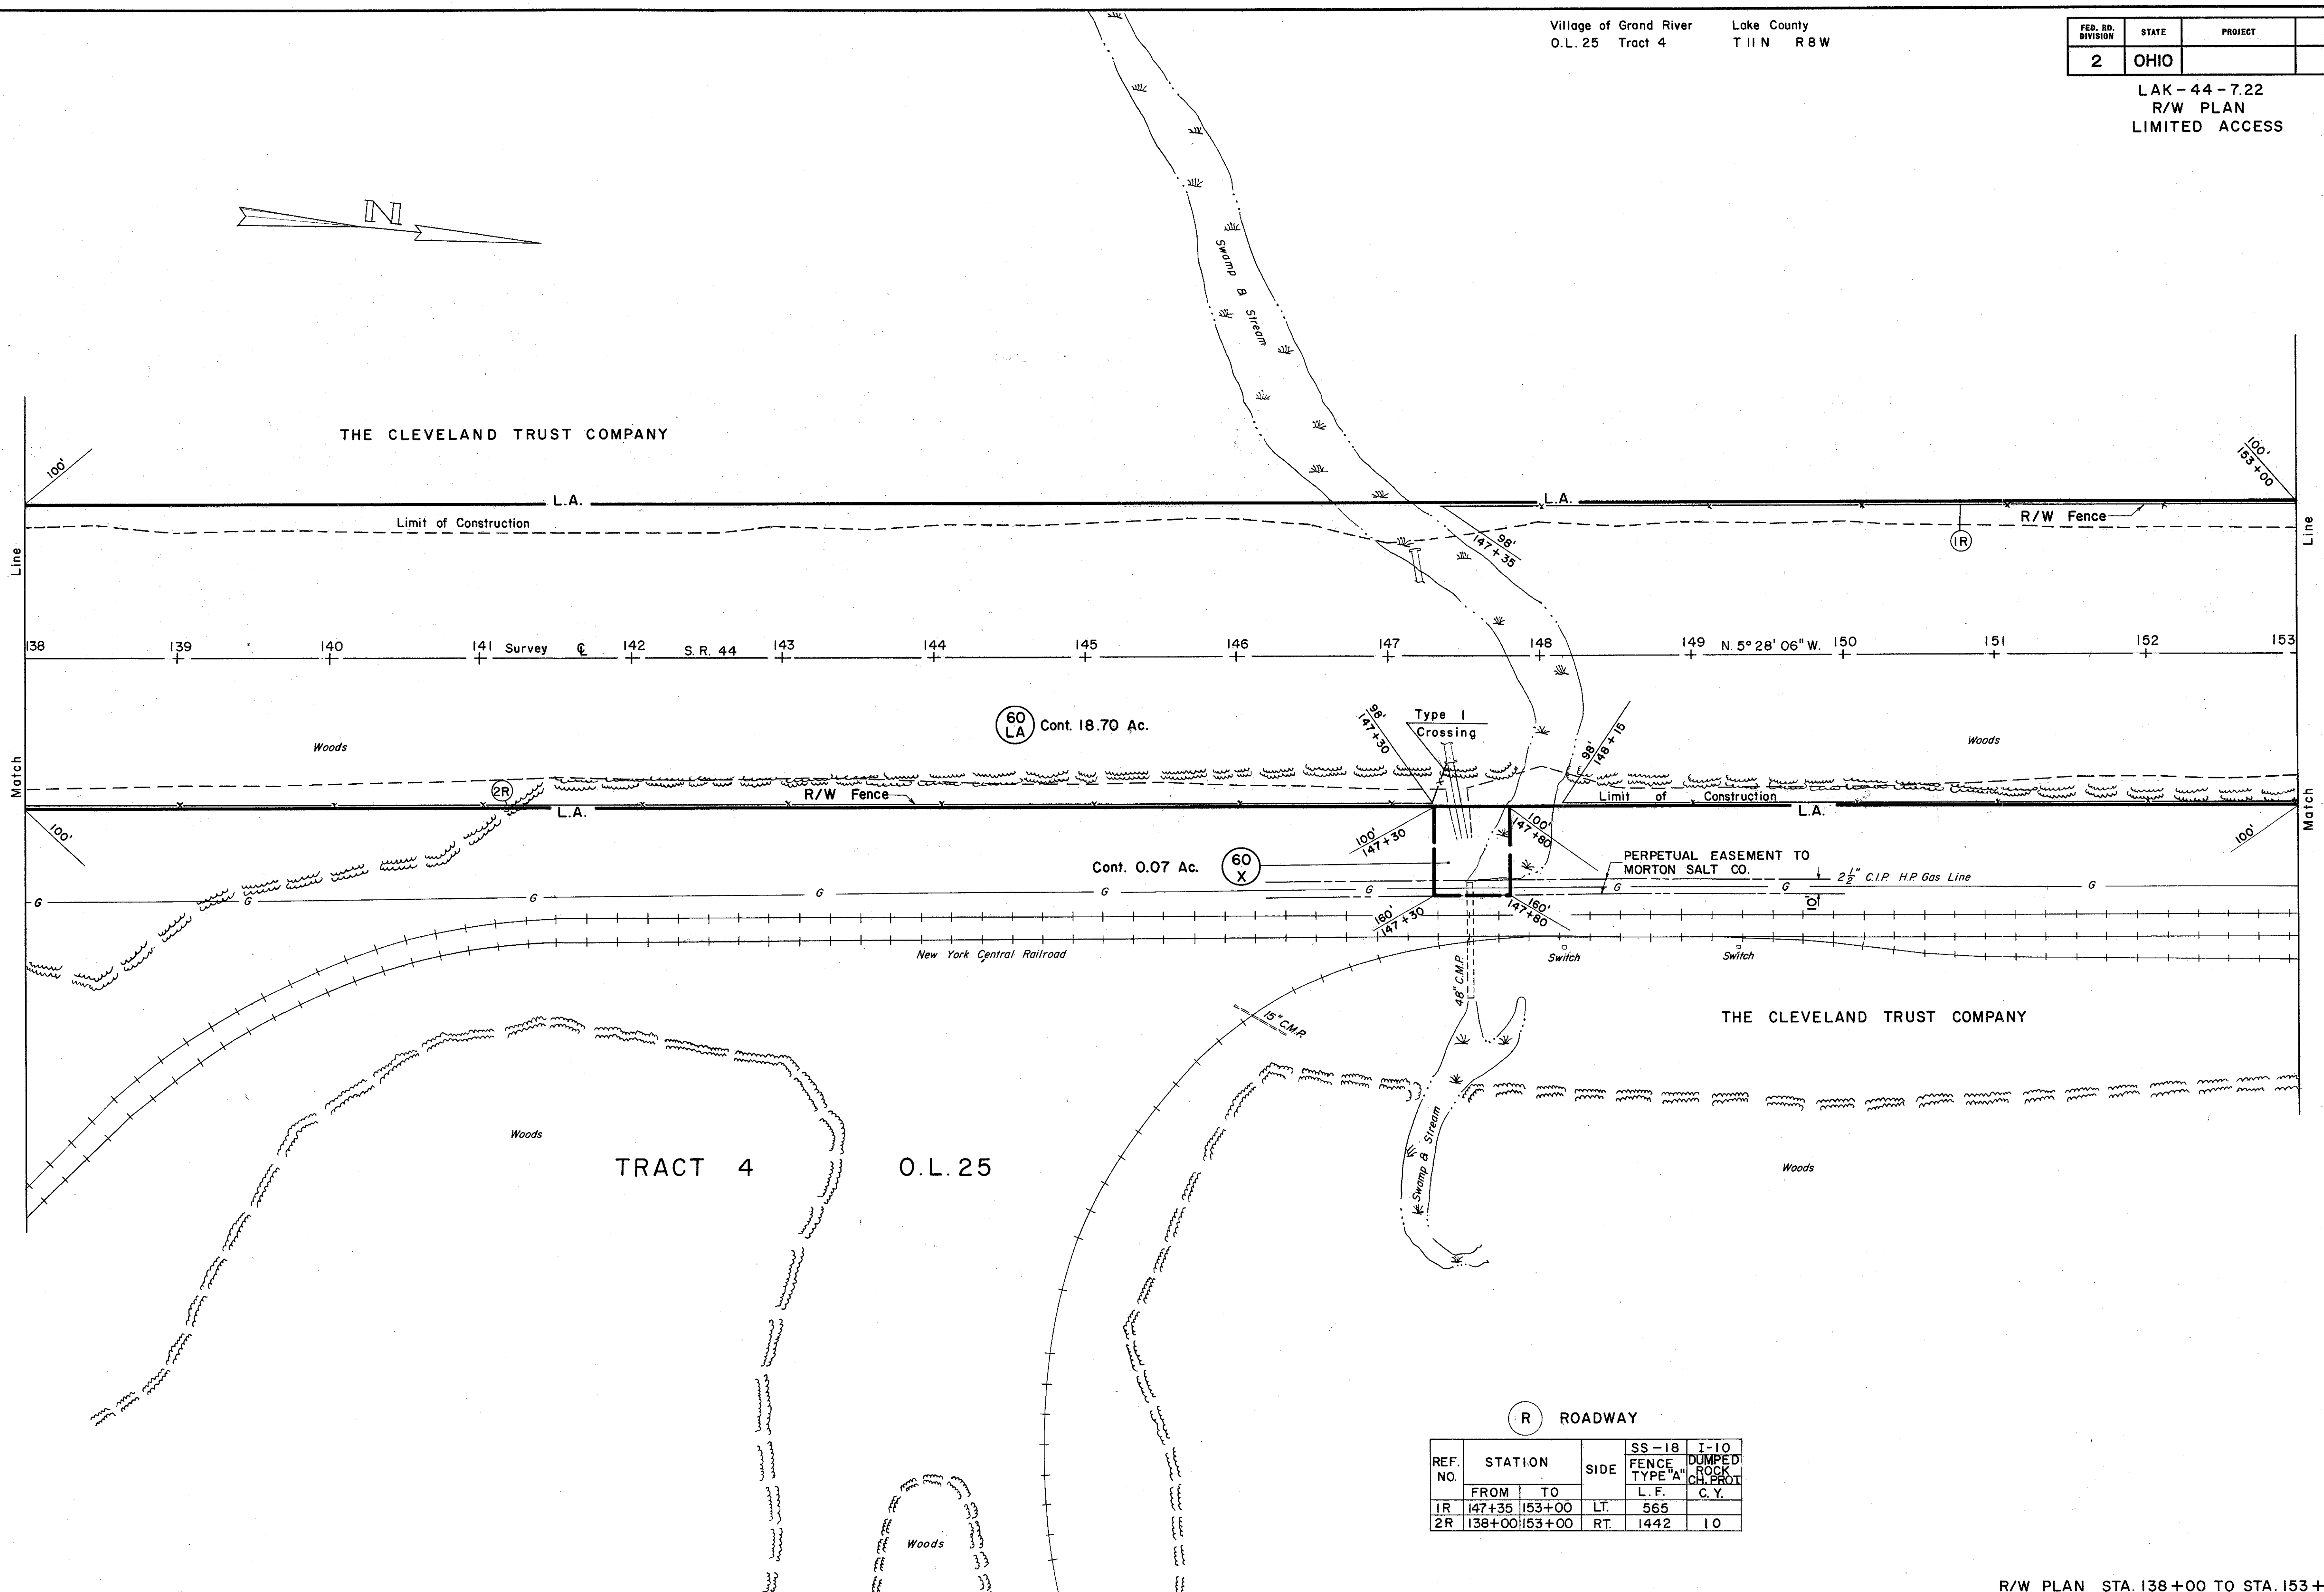 Village of Grand River Lake County
O.L. 25 Tract 4 T 11 N R 8 W
FED. RD. DIVISION STATE PROJECT
2 OHIO
LAK-44-7.22
R/W PLAN
LIMITED ACCESS
N
Swamp & Stream
THE CLEVELAND TRUST COMPANY
100'
100'
153+00
L.A.
L.A.
Limit of Construction
R/W Fence
1R
98'
147+35
Match Line
Match Line
138 139 140 141 Survey ℄ 142 S.R. 44 143 144 145 146 147 148 149 N. 5° 28' 06" W. 150 151 152 153
60 LA Cont. 18.70 Ac.
98'
147+30
Type 1
Crossing
98'
148+15
Woods
Woods
2R
R/W Fence
L.A.
Limit of Construction
L.A.
100'
100'
147+30
100'
147+80
100'
Cont. 0.07 Ac. 60 X
PERPETUAL EASEMENT TO
MORTON SALT CO.
2½" C.I.P. H.P. Gas Line
G G G G G G G G
10'
160'
147+30
160'
147+80
New York Central Railroad
48" C.M.P.
Switch
Switch
15" C.M.P.
THE CLEVELAND TRUST COMPANY
Swamp & Stream
Woods
TRACT 4 O.L. 25
Woods
Woods
R ROADWAY
REF. NO. STATION SIDE SS-18 I-10
FENCE TYPE "A" DUMPED ROCK CH. PROT.
FROM TO L.F. C.Y.
1R 147+35 153+00 LT. 565
2R 138+00 153+00 RT. 1442 10
R/W PLAN STA. 138+00 TO STA. 153+